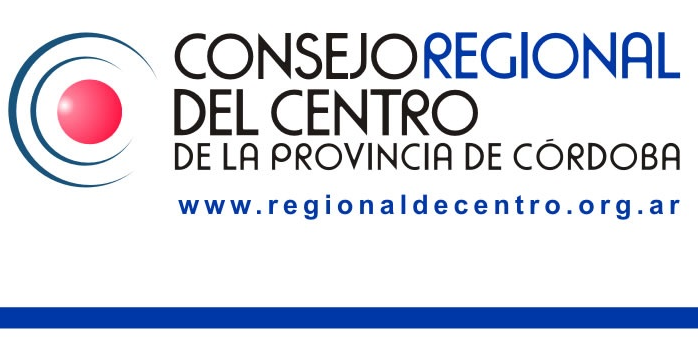 CONSEJOREGIONAL
DEL CENTRO
DE LA PROVINCIA DE CÓRDOBA
www.regionaldecentro.org.ar